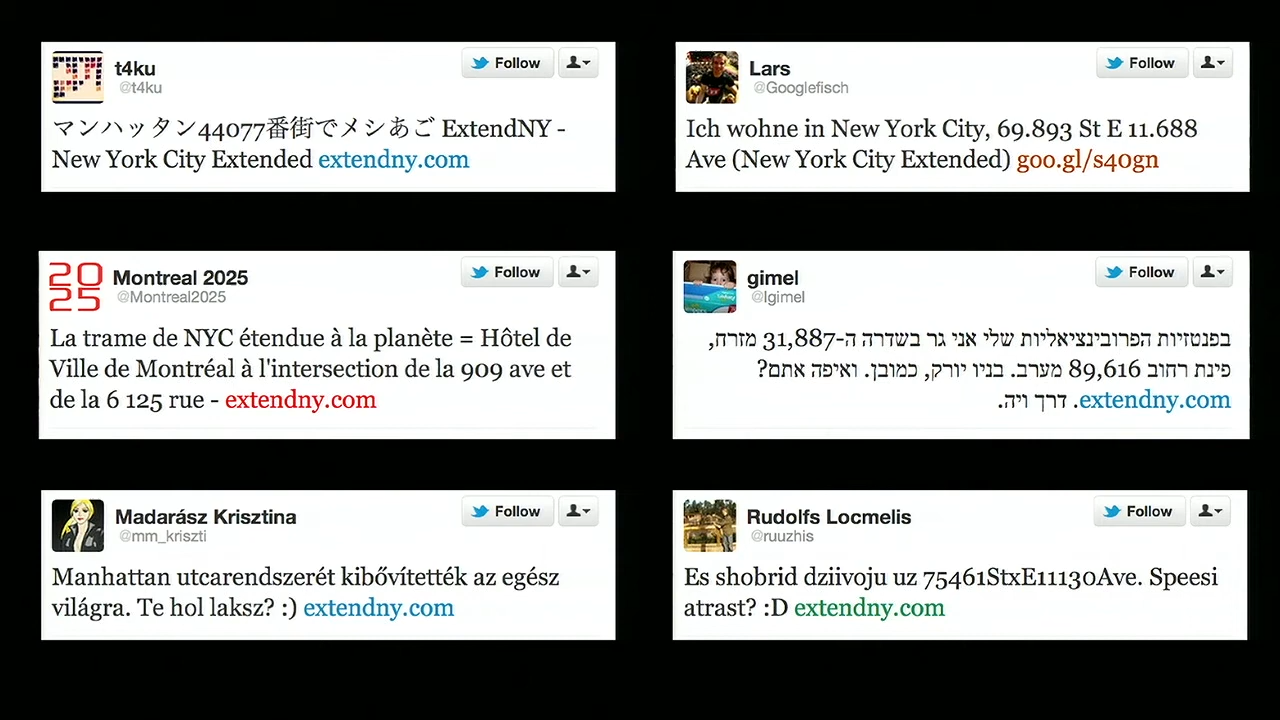 t4ku
@t4ku
Follow
マンハッタン44077番街でメシあご ExtendNY -
New York City Extended extendny.com
Lars
@Googlefisch
Follow
Ich wohne in New York City, 69.893 St E 11.688
Ave (New York City Extended) goo.gl/s40gn
2025
Montreal 2025
@Montreal2025
Follow
La trame de NYC étendue à la planète = Hôtel de
Ville de Montréal à l'intersection de la 909 ave et
de la 6 125 rue - extendny.com
gimel
@lgimel
Follow
בפנטזיות הפרובינציאליות שלי אני גר בשדרה ה-31,887 מזרח,
פינת רחוב 89,616 מערב. בניו יורק, כמובן. ואיפה אתם?
extendny.com. דרך ויה.
Madarász Krisztina
@mm_kriszti
Follow
Manhattan utcarendszerét kibővítették az egész
világra. Te hol laksz? :) extendny.com
Rudolfs Locmelis
@ruuzhis
Follow
Es shobrid dziivoju uz 75461StxE11130Ave. Speesi
atrast? :D extendny.com